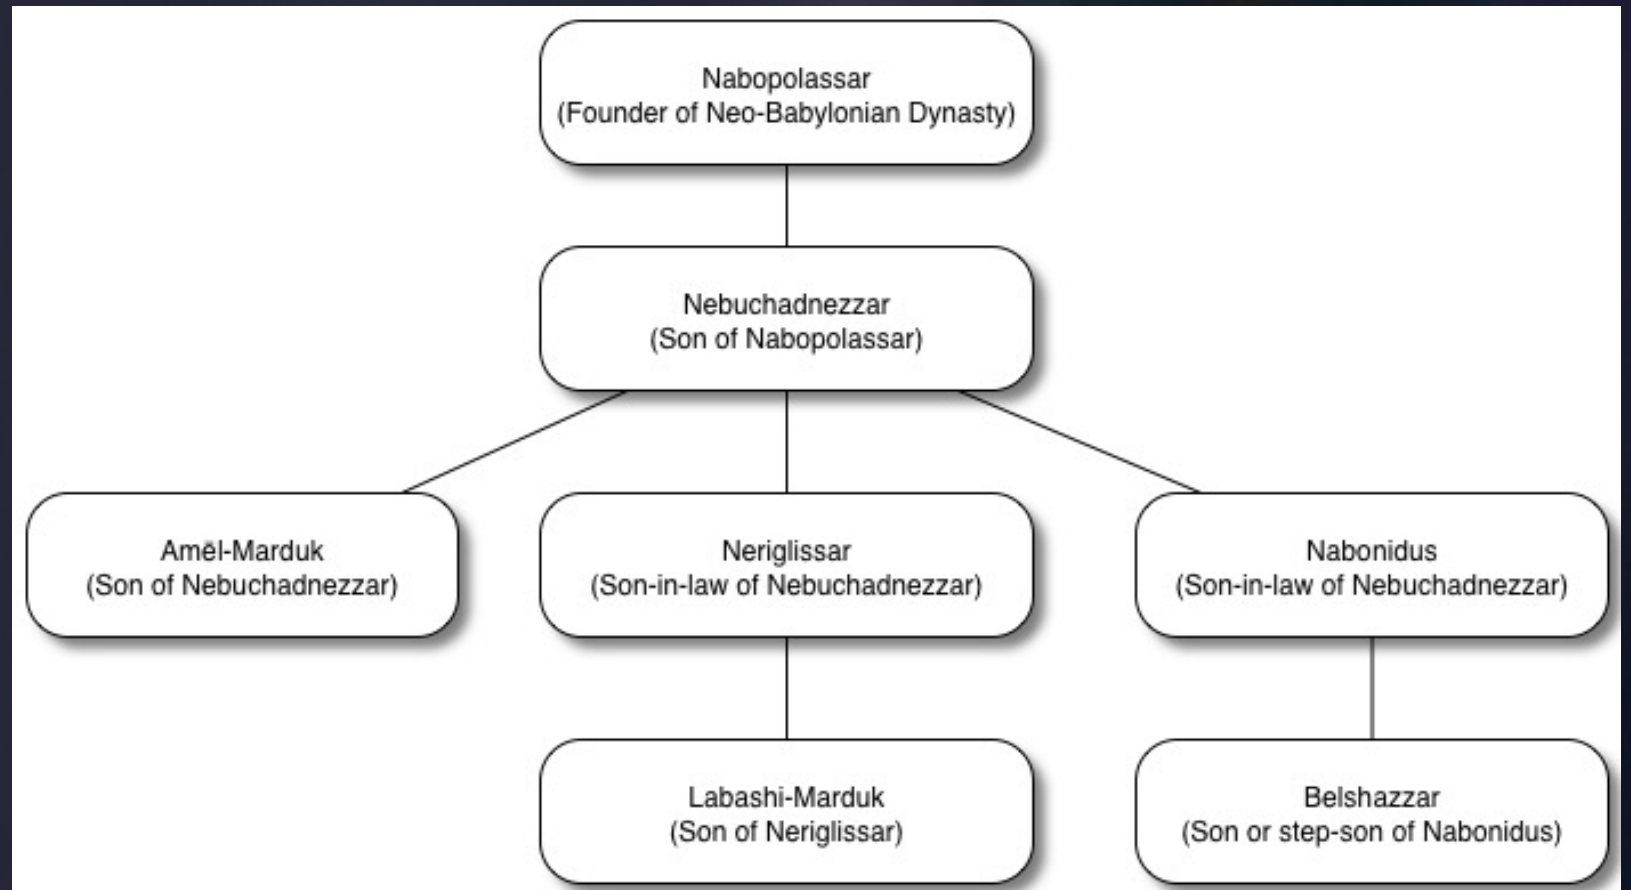 Nabopolassar
(Founder of Neo-Babylonian Dynasty)
Nebuchadnezzar
(Son of Nabopolassar)
Amēl-Marduk
(Son of Nebuchadnezzar)
Neriglissar
(Son-in-law of Nebuchadnezzar)
Nabonidus
(Son-in-law of Nebuchadnezzar)
Labashi-Marduk
(Son of Neriglissar)
Belshazzar
(Son or step-son of Nabonidus)